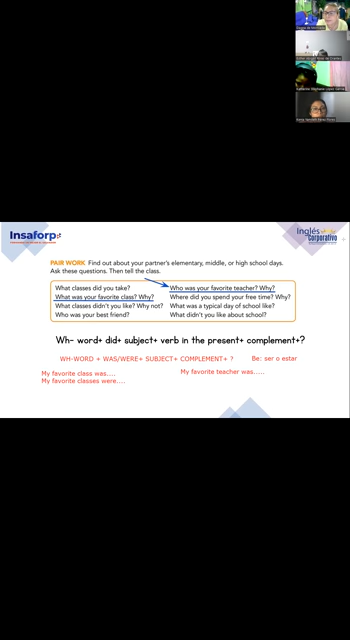 Insaforp
Inglés
corporativo
PAIR WORK Find out about your partner's elementary, middle, or high school days.
Ask these questions. Then tell the class.
What classes did you take?
What was your favorite class? Why?
What classes didn't you like? Why not?
Who was your best friend?
Who was your favorite teacher? Why?
Where did you spend your free time? Why?
What was a typical day of school like?
What didn't you like about school?
Wh- word+ did+ subject+ verb in the present+ complement+?
WH-WORD + WAS/WERE+ SUBJECT+ COMPLEMENT+ ?
Be: ser o estar
My favorite class was....
My favorite classes were....
My favorite teacher was.....